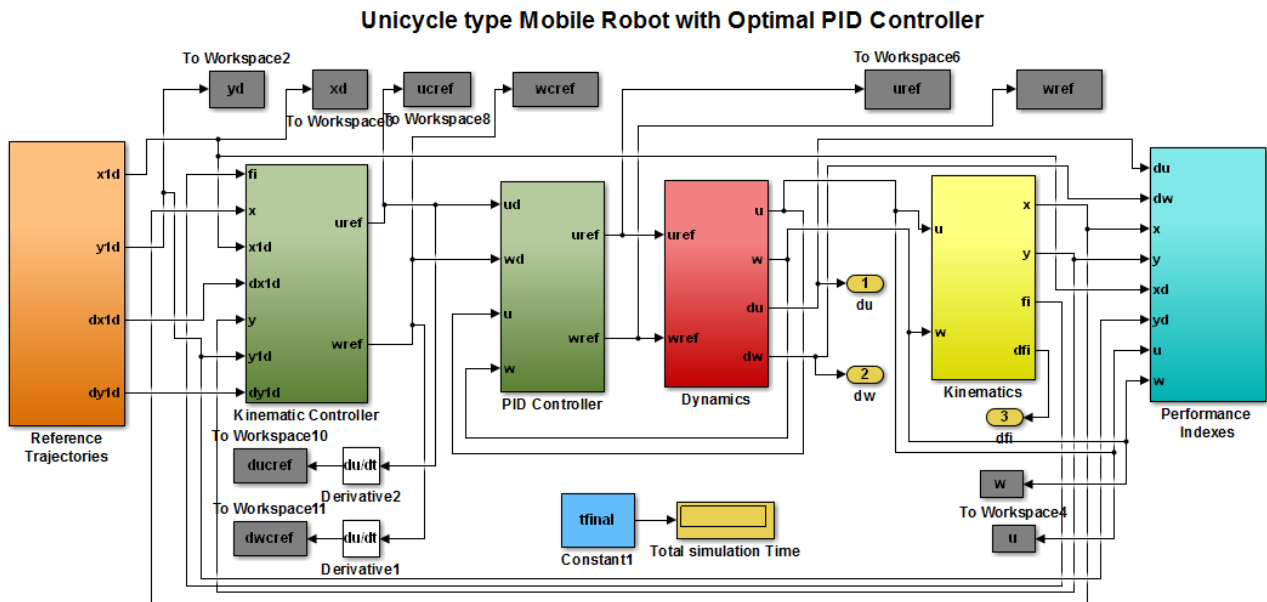 Unicycle type Mobile Robot with Optimal PID Controller
To Workspace2
yd
xd
To Workspace6
ucref
To Workspace8
wcref
To Workspace6
uref
wref
x1d
y1d
dx1d
dy1d
Reference
Trajectories
fi
x
x1d
dx1d
y
y1d
dy1d
uref
wref
Kinematic Controller
ud
wd
u
w
uref
wref
PID Controller
uref
wref
u
w
du
dw
Dynamics
1
du
2
dw
u
w
x
y
fi
dfi
Kinematics
3
dfi
du
dw
x
y
xd
yd
u
w
Performance
Indexes
To Workspace10
ducref
du/dt
Derivative2
To Workspace11
dwcref
du/dt
Derivative1
tfinal
Constant1
Total simulation Time
w
To Workspace4
u